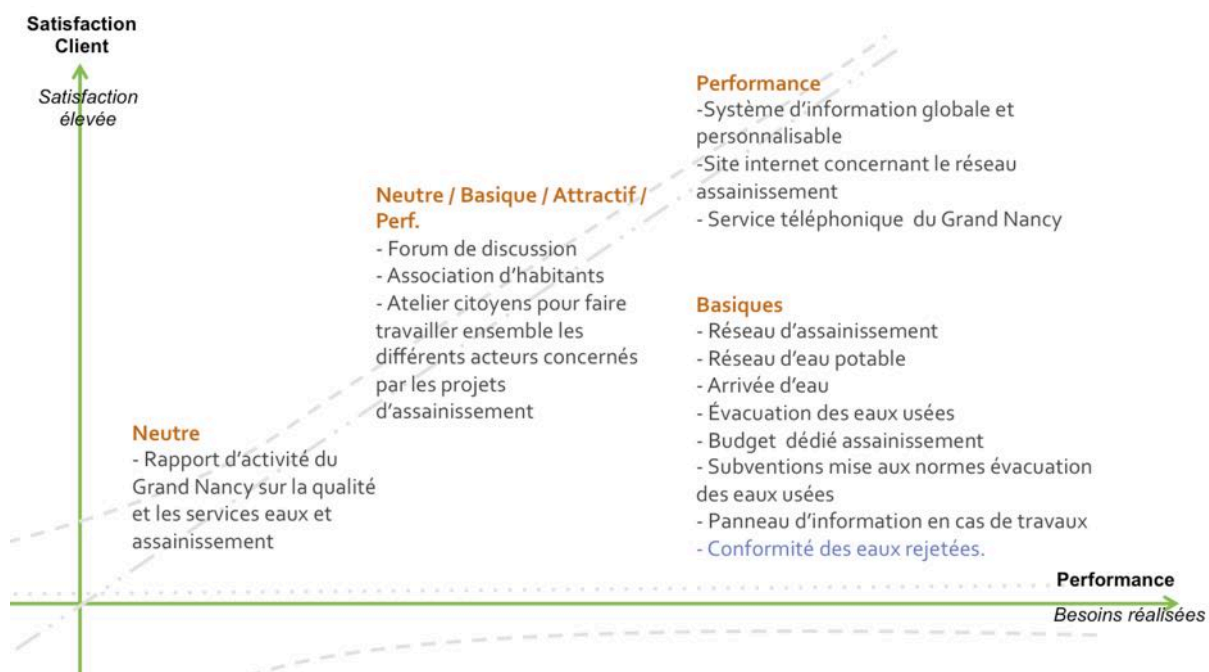 Satisfaction
Client
Satisfaction
élevée
Performance
-Système d'information globale et
personnalisable
-Site internet concernant le réseau
assainissement
- Service téléphonique du Grand Nancy
Neutre / Basique / Attractif /
Perf.
- Forum de discussion
- Association d'habitants
- Atelier citoyens pour faire
travailler ensemble les
différents acteurs concernés
par les projets
d'assainissement
Basiques
- Réseau d'assainissement
- Réseau d'eau potable
- Arrivée d'eau
- Évacuation des eaux usées
- Budget dédié assainissement
- Subventions mise aux normes évacuation
des eaux usées
- Panneau d'information en cas de travaux
- Conformité des eaux rejetées.
Neutre
- Rapport d'activité du
Grand Nancy sur la qualité
et les services eaux et
assainissement
Performance
Besoins réalisées